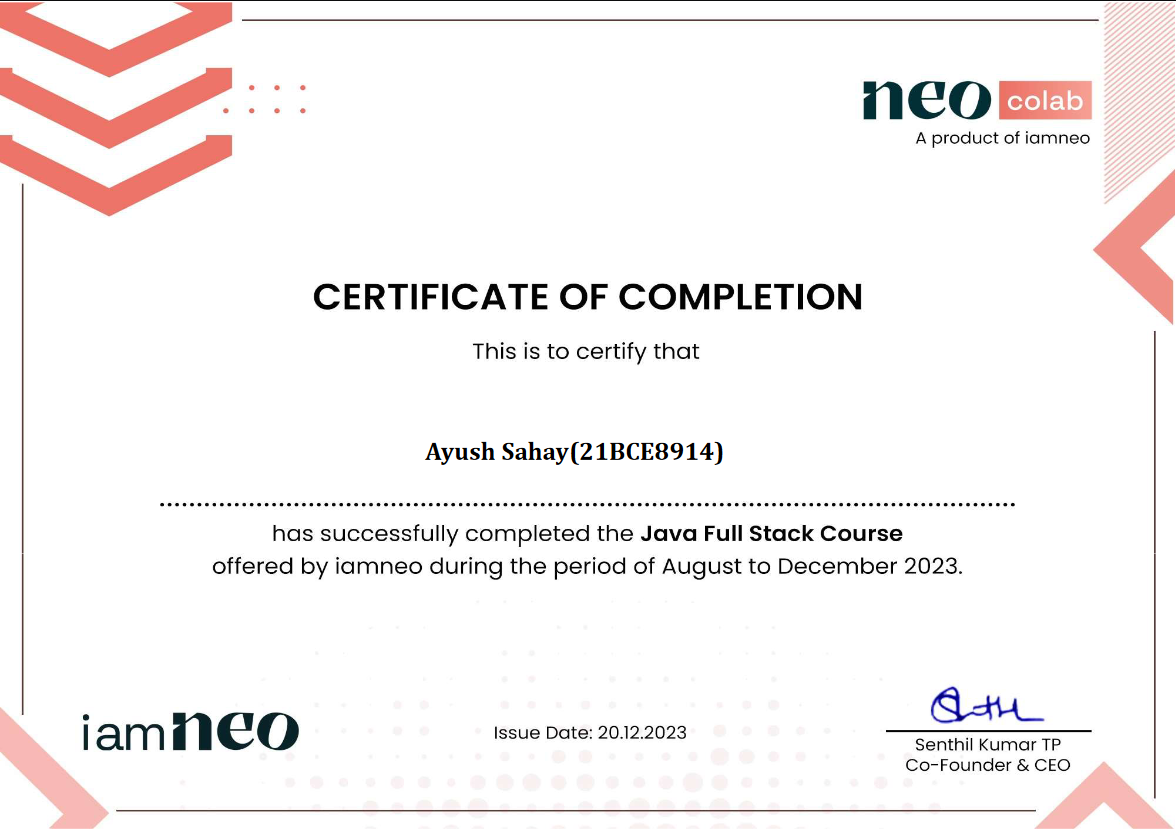 neo colab
A product of iamneo
CERTIFICATE OF COMPLETION
This is to certify that
Ayush Sahay(21BCE8914)
has successfully completed the Java Full Stack Course
offered by iamneo during the period of August to December 2023.
iamneo
Issue Date: 20.12.2023
Senthil Kumar TP
Co-Founder & CEO